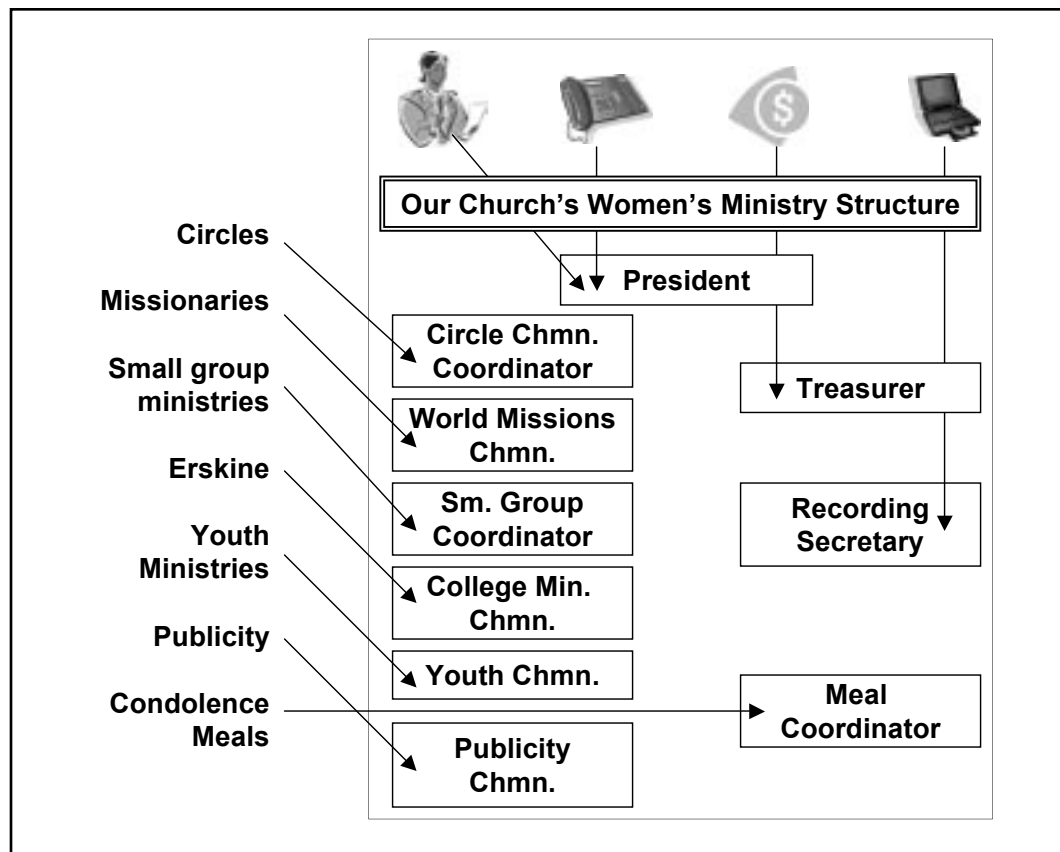 Our Church's Women's Ministry Structure
Circles
Missionaries
Small group
ministries
Erskine
Youth
Ministries
Publicity
Condolence
Meals
President
Circle Chmn.
Coordinator
World Missions
Chmn.
Sm. Group
Coordinator
College Min.
Chmn.
Youth Chmn.
Publicity
Chmn.
Treasurer
Recording
Secretary
Meal
Coordinator
$